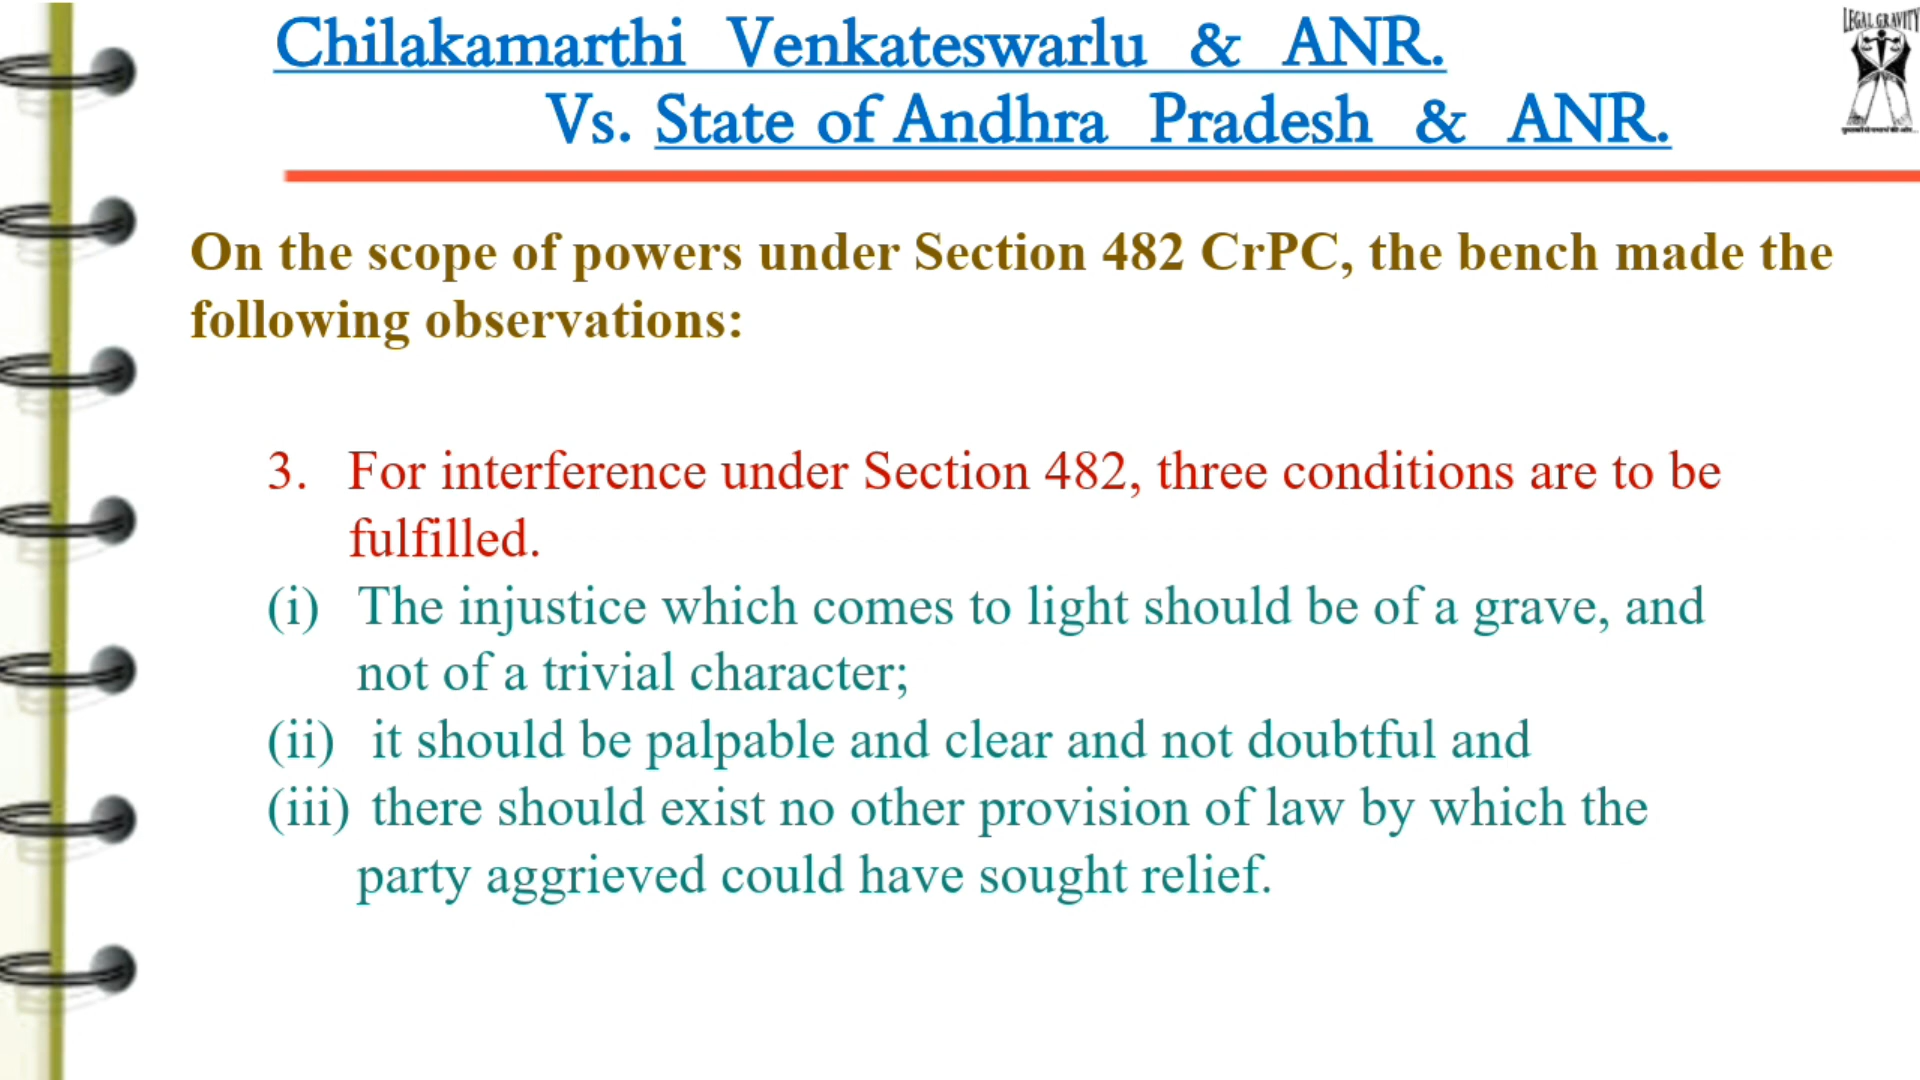 Chilakamarthi Venkateswarlu & ANR.
Vs. State of Andhra Pradesh & ANR.
LEGAL GRAVITY
On the scope of powers under Section 482 CrPC, the bench made the
following observations:
3. For interference under Section 482, three conditions are to be
fulfilled.
(i) The injustice which comes to light should be of a grave, and
not of a trivial character;
(ii) it should be palpable and clear and not doubtful and
(iii) there should exist no other provision of law by which the
party aggrieved could have sought relief.